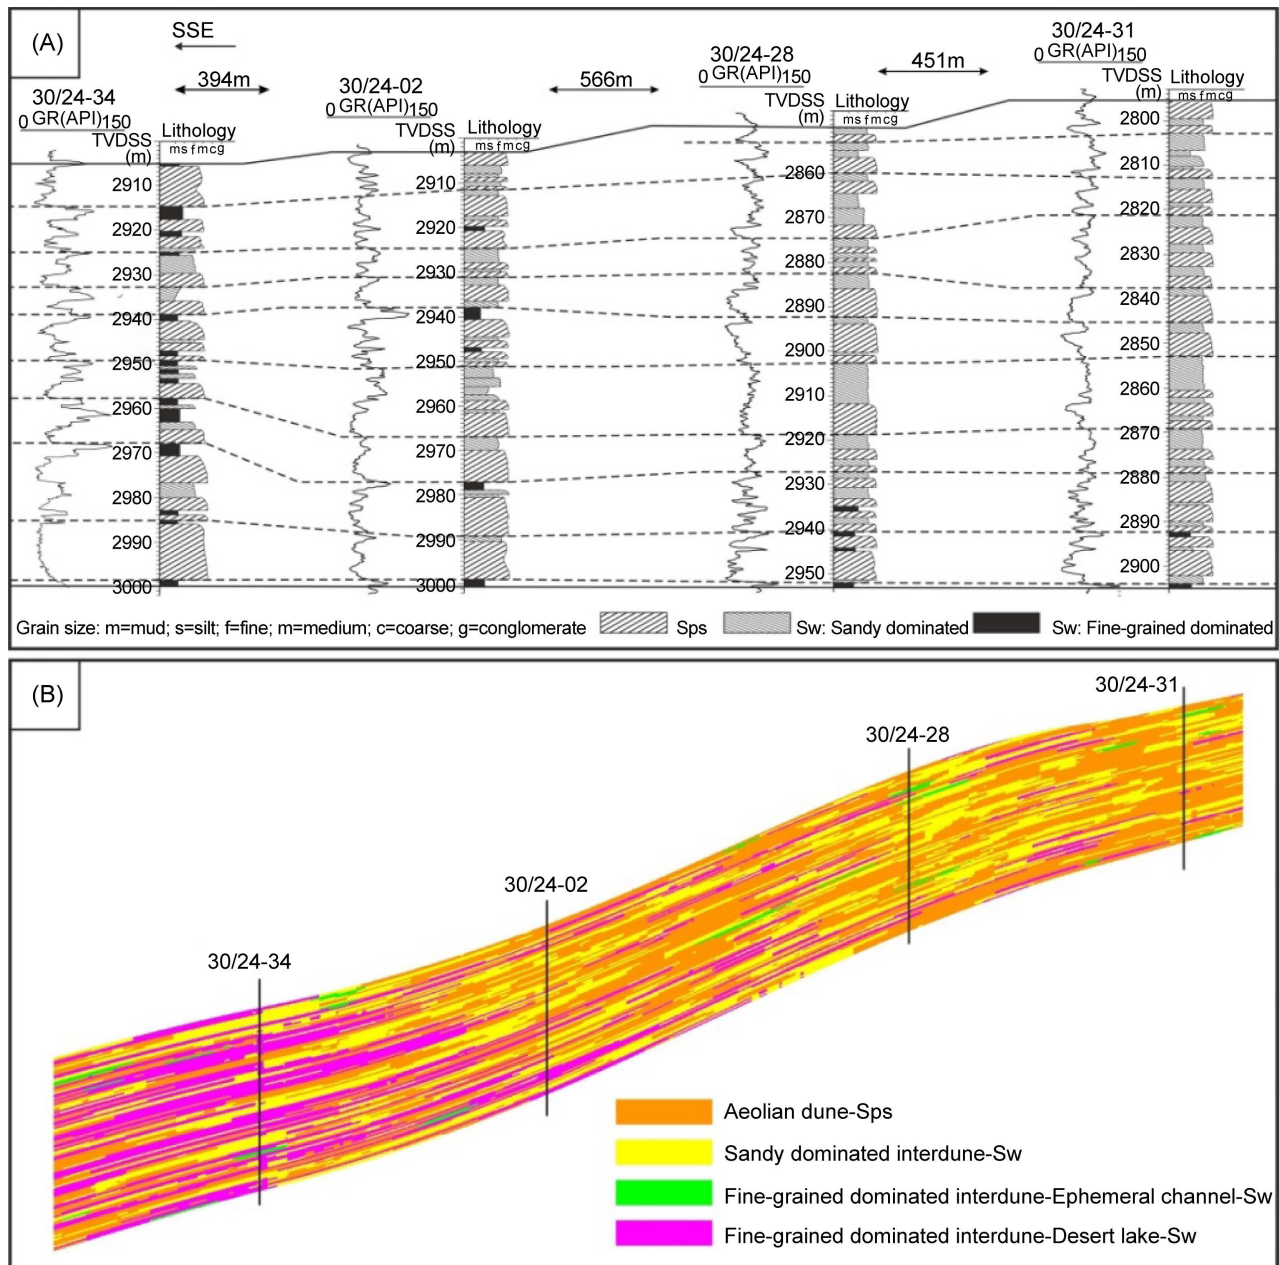 (A)
SSE
394m
566m
451m
30/24-34
0 GR(API) 150
TVDSS
(m)
Lithology
ms fmcg
2910
2920
2930
2940
2950
2960
2970
2980
2990
3000
30/24-02
0 GR(API) 150
TVDSS
(m)
Lithology
ms fmcg
2910
2920
2930
2940
2950
2960
2970
2980
2990
3000
30/24-28
0 GR(API) 150
TVDSS
(m)
Lithology
ms fmcg
2860
2870
2880
2890
2900
2910
2920
2930
2940
2950
30/24-31
0 GR(API) 150
TVDSS
(m)
Lithology
ms fmcg
2800
2810
2820
2830
2840
2850
2860
2870
2880
2890
2900
Grain size: m=mud; s=silt; f=fine; m=medium; c=coarse; g=conglomerate
Sps
Sw: Sandy dominated
Sw: Fine-grained dominated
(B)
30/24-31
30/24-28
30/24-02
30/24-34
Aeolian dune-Sps
Sandy dominated interdune-Sw
Fine-grained dominated interdune-Ephemeral channel-Sw
Fine-grained dominated interdune-Desert lake-Sw